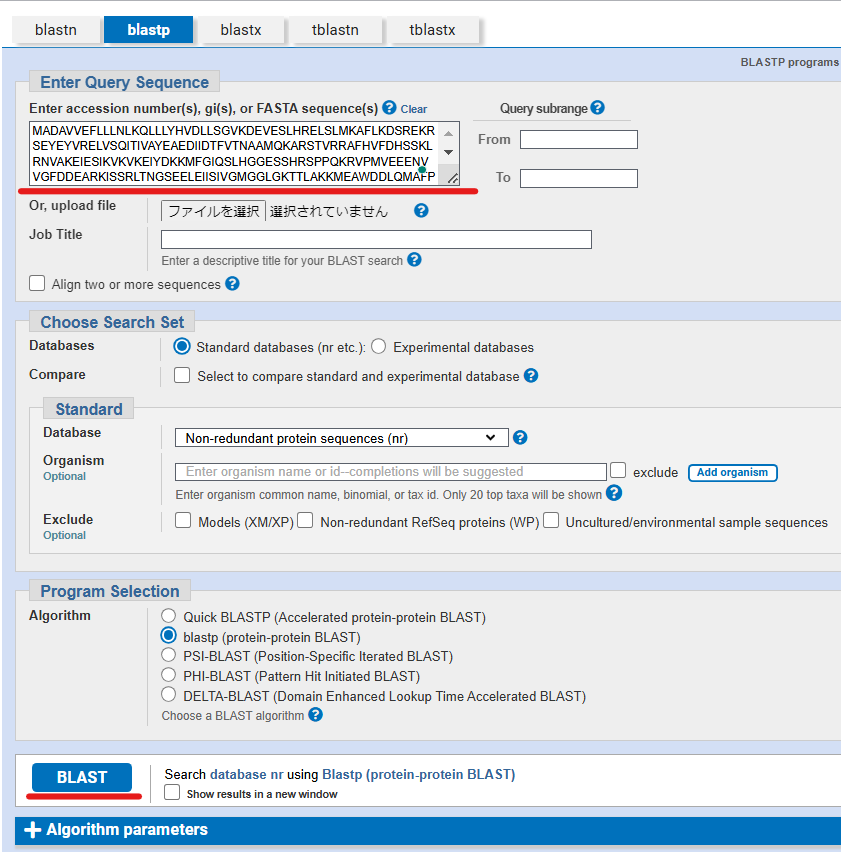 blastn blastp blastx tblastn tblastx
BLASTP programs
Enter Query Sequence
Enter accession number(s), gi(s), or FASTA sequence(s) ? Clear
Query subrange ?
MADAVVEFLLLNLKQLLLYHVDLLSGVKDEVESLHRELSLMKAFLKDSREKR
SEYEYVRELVSQITIVAYEAEDIIDTFVTNAAMQKARSTVRRAFHVFDHSSKL
RNVAKEIESIKVKVKEIYDKKMFGIQSLHGGESSHRSPPQKRVPMVEEENV
VGFDDEARKISSRLTNGSEELEIISIVGMGGLGKTTLAKKMEAWDDLQMAFP
From
To
Or, upload file ファイルを選択 選択されていません ?
Job Title
Enter a descriptive title for your BLAST search ?
Align two or more sequences ?
Choose Search Set
Databases Standard databases (nr etc.): Experimental databases
Compare Select to compare standard and experimental database ?
Standard
Database Non-redundant protein sequences (nr) ?
Organism
Optional
Enter organism name or id--completions will be suggested exclude Add organism
Enter organism common name, binomial, or tax id. Only 20 top taxa will be shown ?
Exclude
Optional
Models (XM/XP) Non-redundant RefSeq proteins (WP) Uncultured/environmental sample sequences
Program Selection
Algorithm
Quick BLASTP (Accelerated protein-protein BLAST)
blastp (protein-protein BLAST)
PSI-BLAST (Position-Specific Iterated BLAST)
PHI-BLAST (Pattern Hit Initiated BLAST)
DELTA-BLAST (Domain Enhanced Lookup Time Accelerated BLAST)
Choose a BLAST algorithm ?
BLAST
Search database nr using Blastp (protein-protein BLAST)
Show results in a new window
+ Algorithm parameters